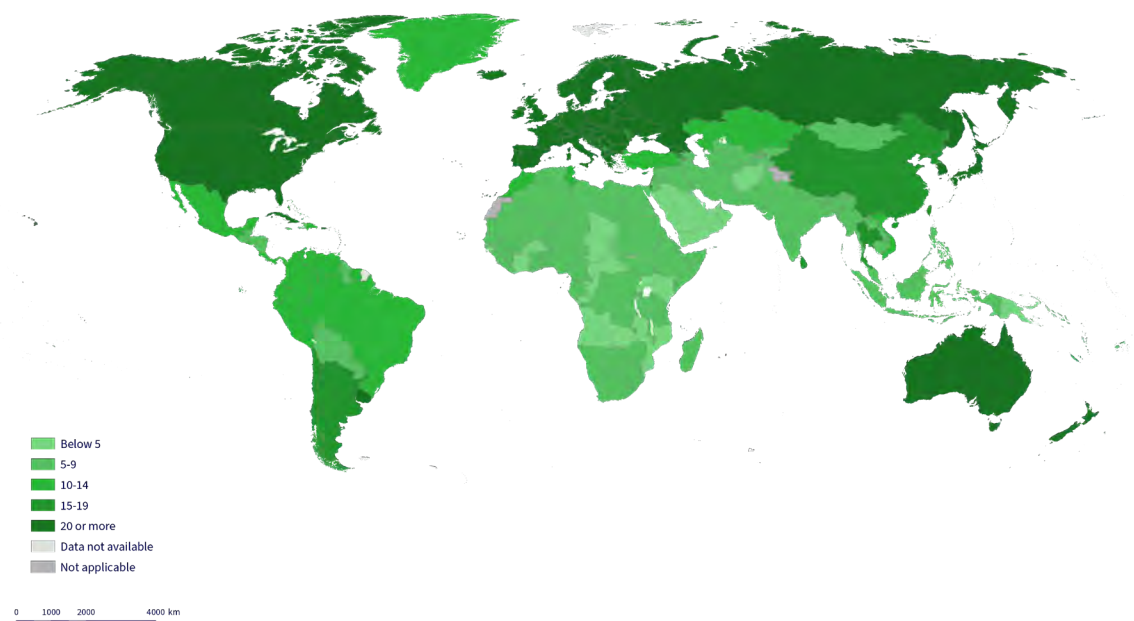 Below 5
5-9
10-14
15-19
20 or more
Data not available
Not applicable
0 1000 2000 4000 km